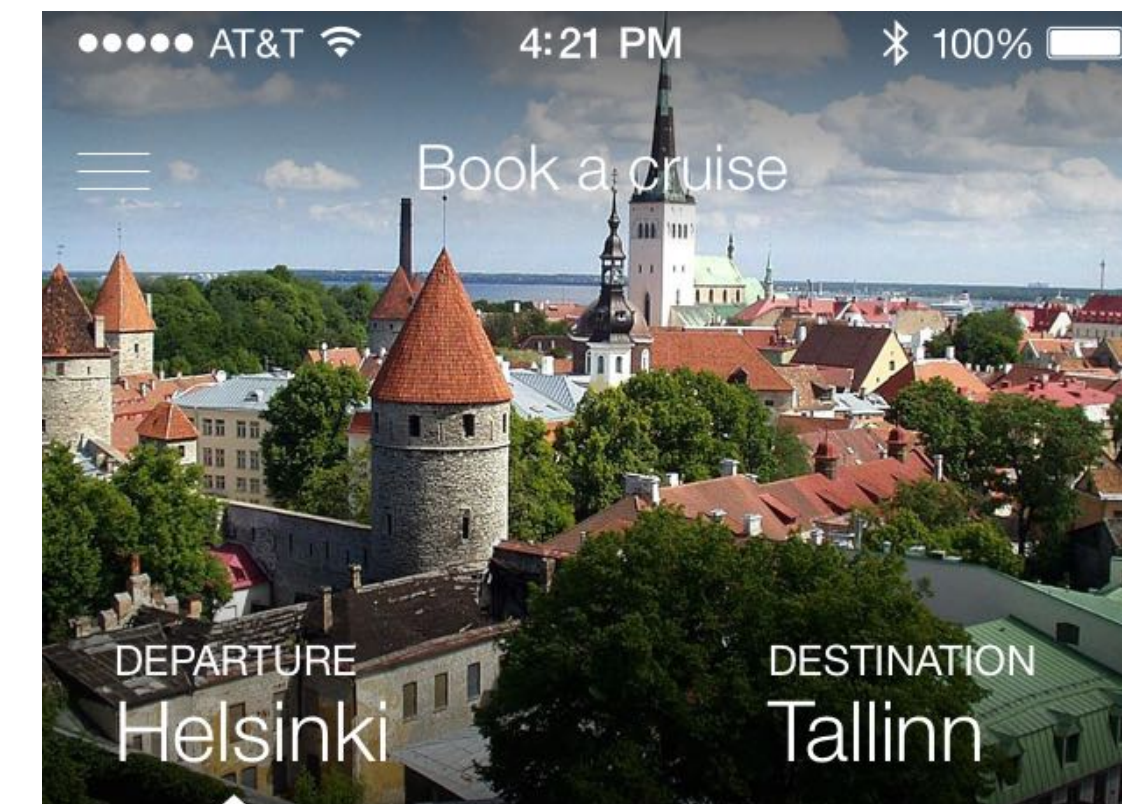 AT&T 4:21 PM 100%
Book a cruise
DEPARTURE DESTINATION
Helsinki Tallinn